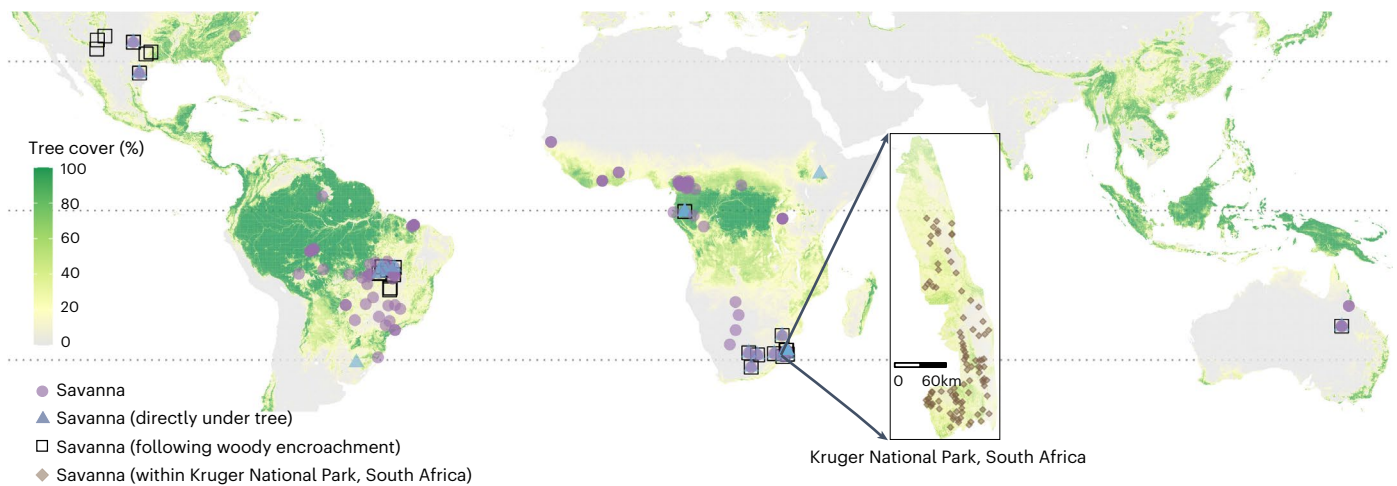 Tree cover (%)
100
80
60
40
20
0
Savanna
Savanna (directly under tree)
Savanna (following woody encroachment)
Savanna (within Kruger National Park, South Africa)
0 60km
Kruger National Park, South Africa